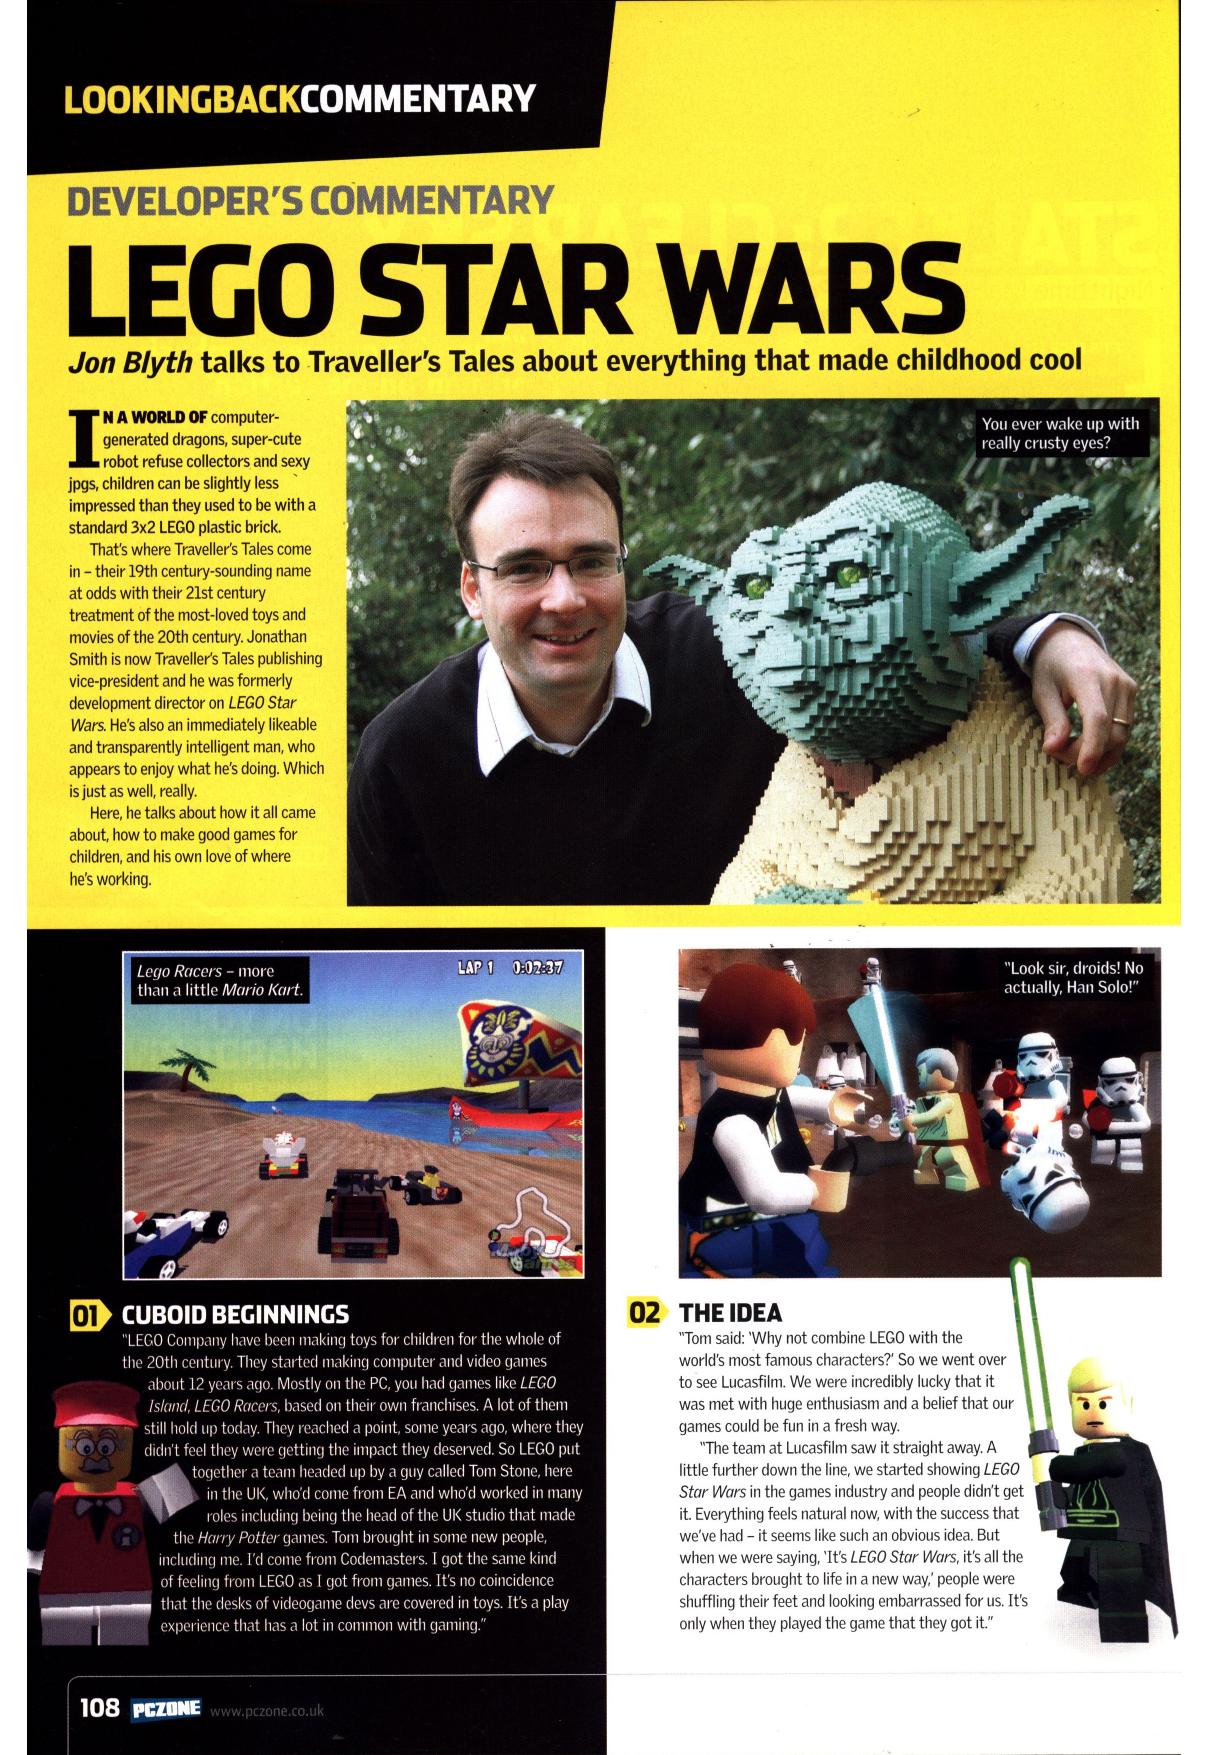 LOOKINGBACKCOMMENTARY
DEVELOPER'S COMMENTARY
LEGO STAR WARS
Jon Blyth talks to Traveller's Tales about everything that made childhood cool
IN A WORLD OF computer-
generated dragons, super-cute
robot refuse collectors and sexy
jpgs, children can be slightly less
impressed than they used to be with a
standard 3x2 LEGO plastic brick.
That's where Traveller's Tales come
in – their 19th century-sounding name
at odds with their 21st century
treatment of the most-loved toys and
movies of the 20th century. Jonathan
Smith is now Traveller's Tales publishing
vice-president and he was formerly
development director on LEGO Star
Wars. He's also an immediately likeable
and transparently intelligent man, who
appears to enjoy what he's doing. Which
is just as well, really.
Here, he talks about how it all came
about, how to make good games for
children, and his own love of where
he's working.
You ever wake up with
really crusty eyes?
Lego Racers – more
than a little Mario Kart.
LAP 1 0:02:37
01 CUBOID BEGINNINGS
"LEGO Company have been making toys for children for the whole of
the 20th century. They started making computer and video games
about 12 years ago. Mostly on the PC, you had games like LEGO
Island, LEGO Racers, based on their own franchises. A lot of them
still hold up today. They reached a point, some years ago, where they
didn't feel they were getting the impact they deserved. So LEGO put
together a team headed up by a guy called Tom Stone, here
in the UK, who'd come from EA and who'd worked in many
roles including being the head of the UK studio that made
the Harry Potter games. Tom brought in some new people,
including me. I'd come from Codemasters. I got the same kind
of feeling from LEGO as I got from games. It's no coincidence
that the desks of videogame devs are covered in toys. It's a play
experience that has a lot in common with gaming."
"Look sir, droids! No
actually, Han Solo!"
02 THE IDEA
"Tom said: 'Why not combine LEGO with the
world's most famous characters?' So we went over
to see Lucasfilm. We were incredibly lucky that it
was met with huge enthusiasm and a belief that our
games could be fun in a fresh way.
"The team at Lucasfilm saw it straight away. A
little further down the line, we started showing LEGO
Star Wars in the games industry and people didn't get
it. Everything feels natural now, with the success that
we've had – it seems like such an obvious idea. But
when we were saying, 'It's LEGO Star Wars, it's all the
characters brought to life in a new way,' people were
shuffling their feet and looking embarrassed for us. It's
only when they played the game that they got it."
108 PCZONE www.pczone.co.uk